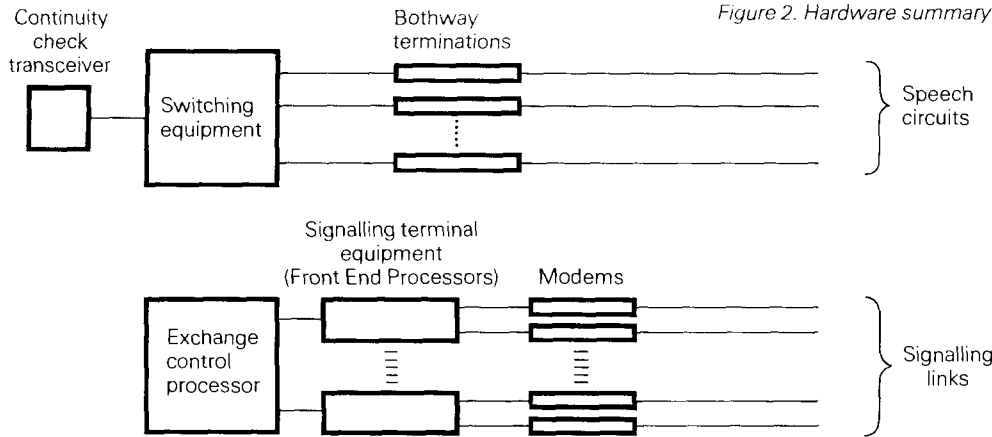 Figure 2. Hardware summary
Continuity
check
transceiver
Switching
equipment
Bothway
terminations
Speech
circuits
Signalling terminal
equipment
(Front End Processors)
Modems
Exchange
control
processor
Signalling
links